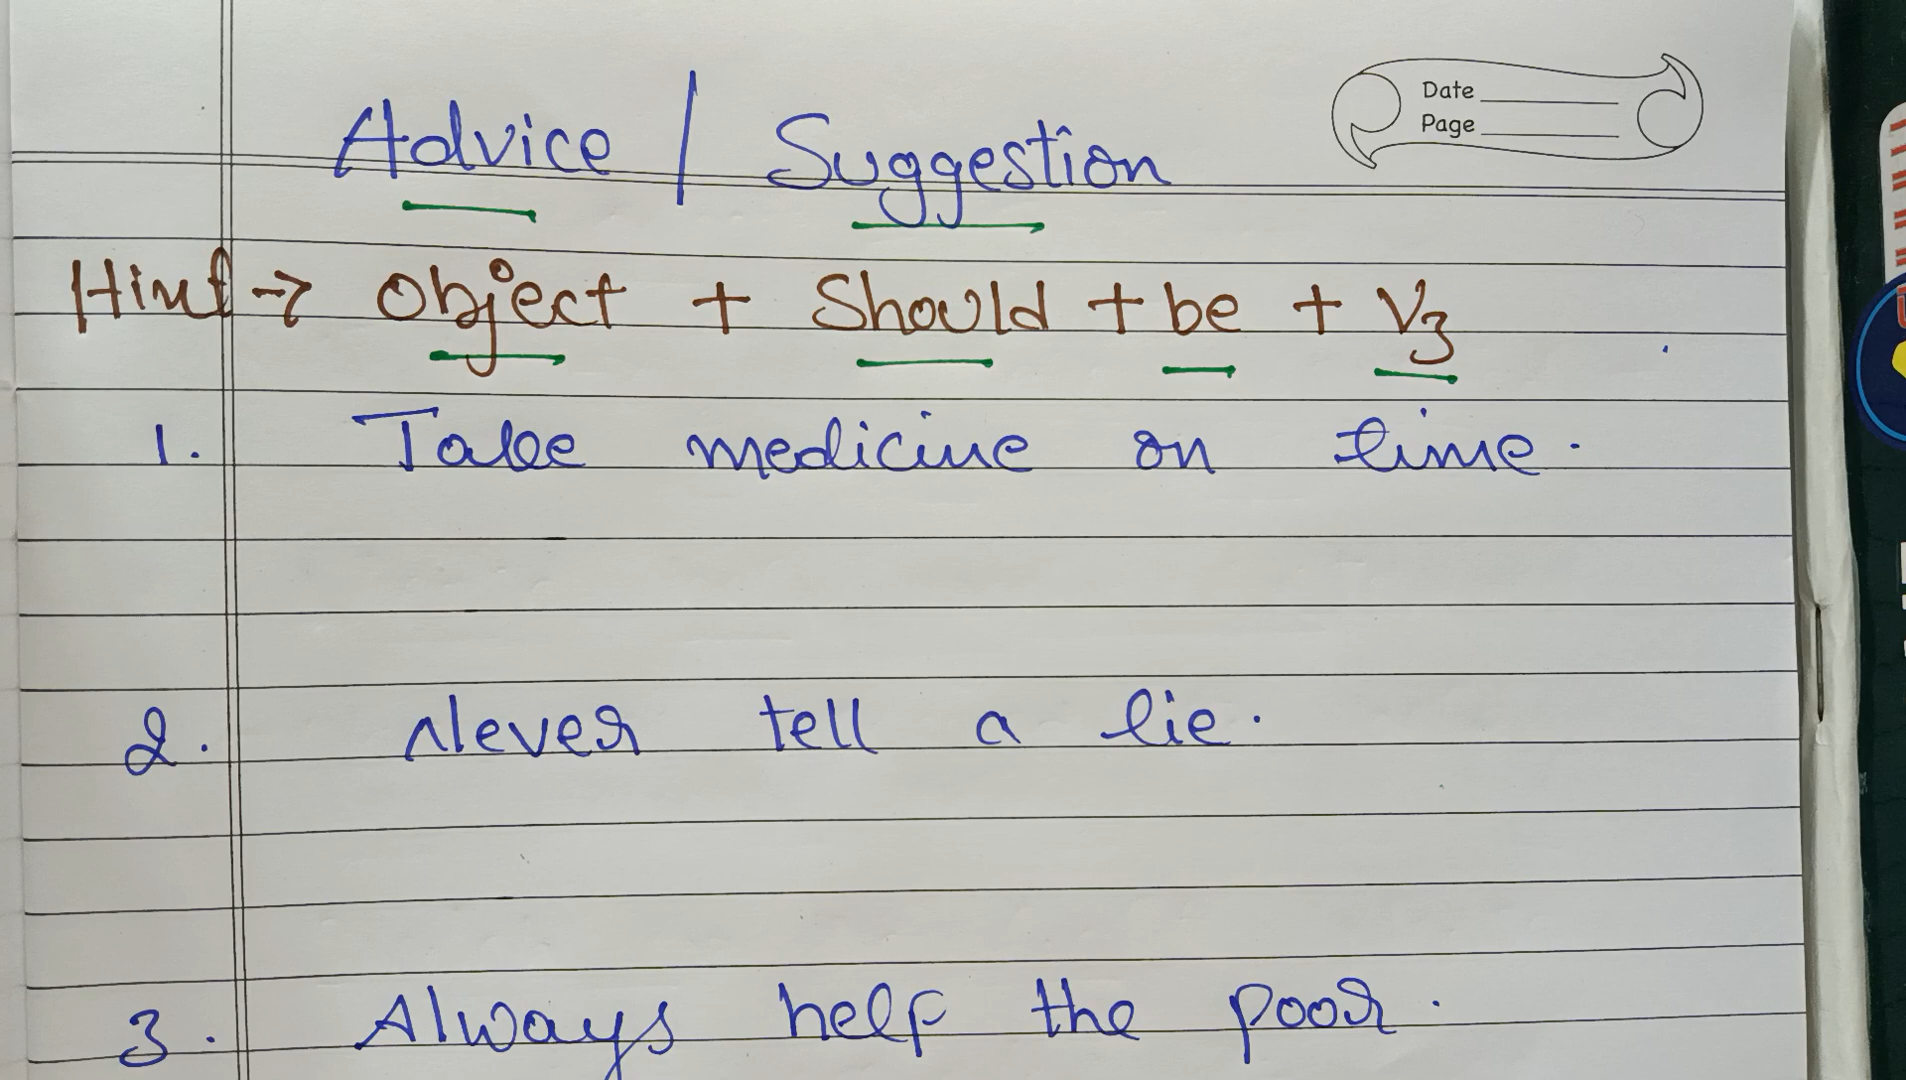 Date
Page
Advice / Suggestion
Hint → Object + Should + be + V3
1. Take medicine on time.
2. Never tell a lie.
3. Always help the poor.